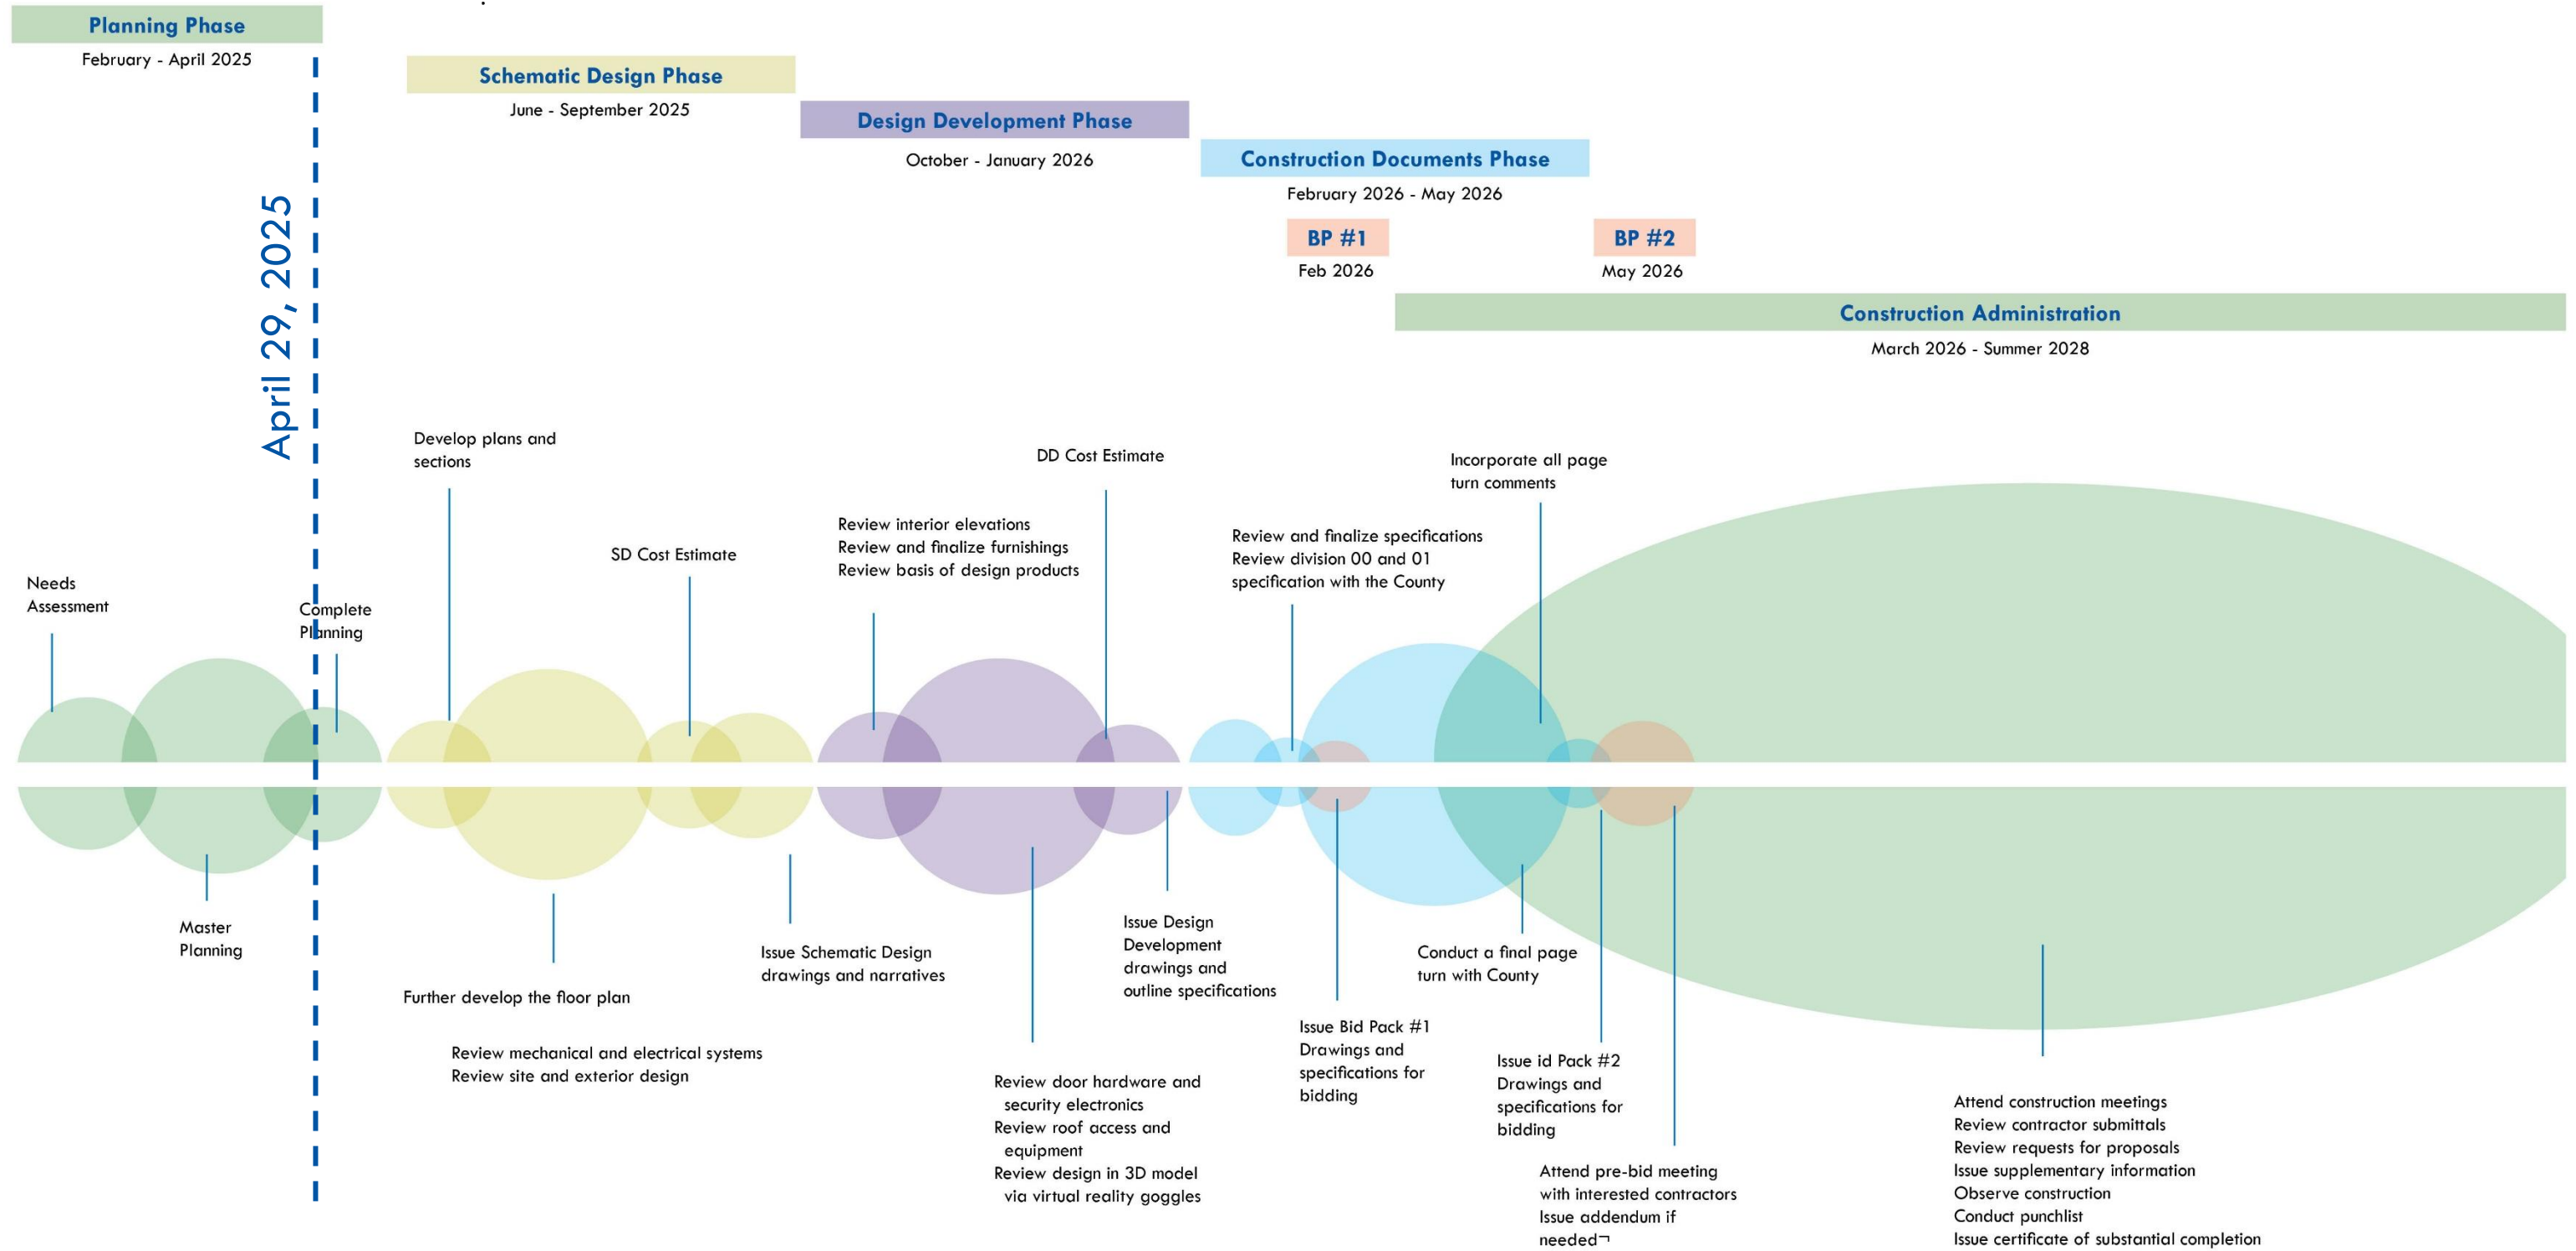 Planning Phase
February - April 2025
Schematic Design Phase
June - September 2025
Design Development Phase
October - January 2026
Construction Documents Phase
February 2026 - May 2026
BP #1
Feb 2026
BP #2
May 2026
Construction Administration
March 2026 - Summer 2028
April 29, 2025
Needs
Assessment
Complete
Planning
Develop plans and
sections
SD Cost Estimate
Review interior elevations
Review and finalize furnishings
Review basis of design products
DD Cost Estimate
Review and finalize specifications
Review division 00 and 01
specification with the County
Incorporate all page
turn comments
Master
Planning
Further develop the floor plan
Review mechanical and electrical systems
Review site and exterior design
Issue Schematic Design
drawings and narratives
Review door hardware and
security electronics
Review roof access and
equipment
Review design in 3D model
via virtual reality goggles
Issue Design
Development
drawings and
outline specifications
Issue Bid Pack #1
Drawings and
specifications for
bidding
Conduct a final page
turn with County
Issue id Pack #2
Drawings and
specifications for
bidding
Attend pre-bid meeting
with interested contractors
Issue addendum if
needed¬
Attend construction meetings
Review contractor submittals
Review requests for proposals
Issue supplementary information
Observe construction
Conduct punchlist
Issue certificate of substantial completion